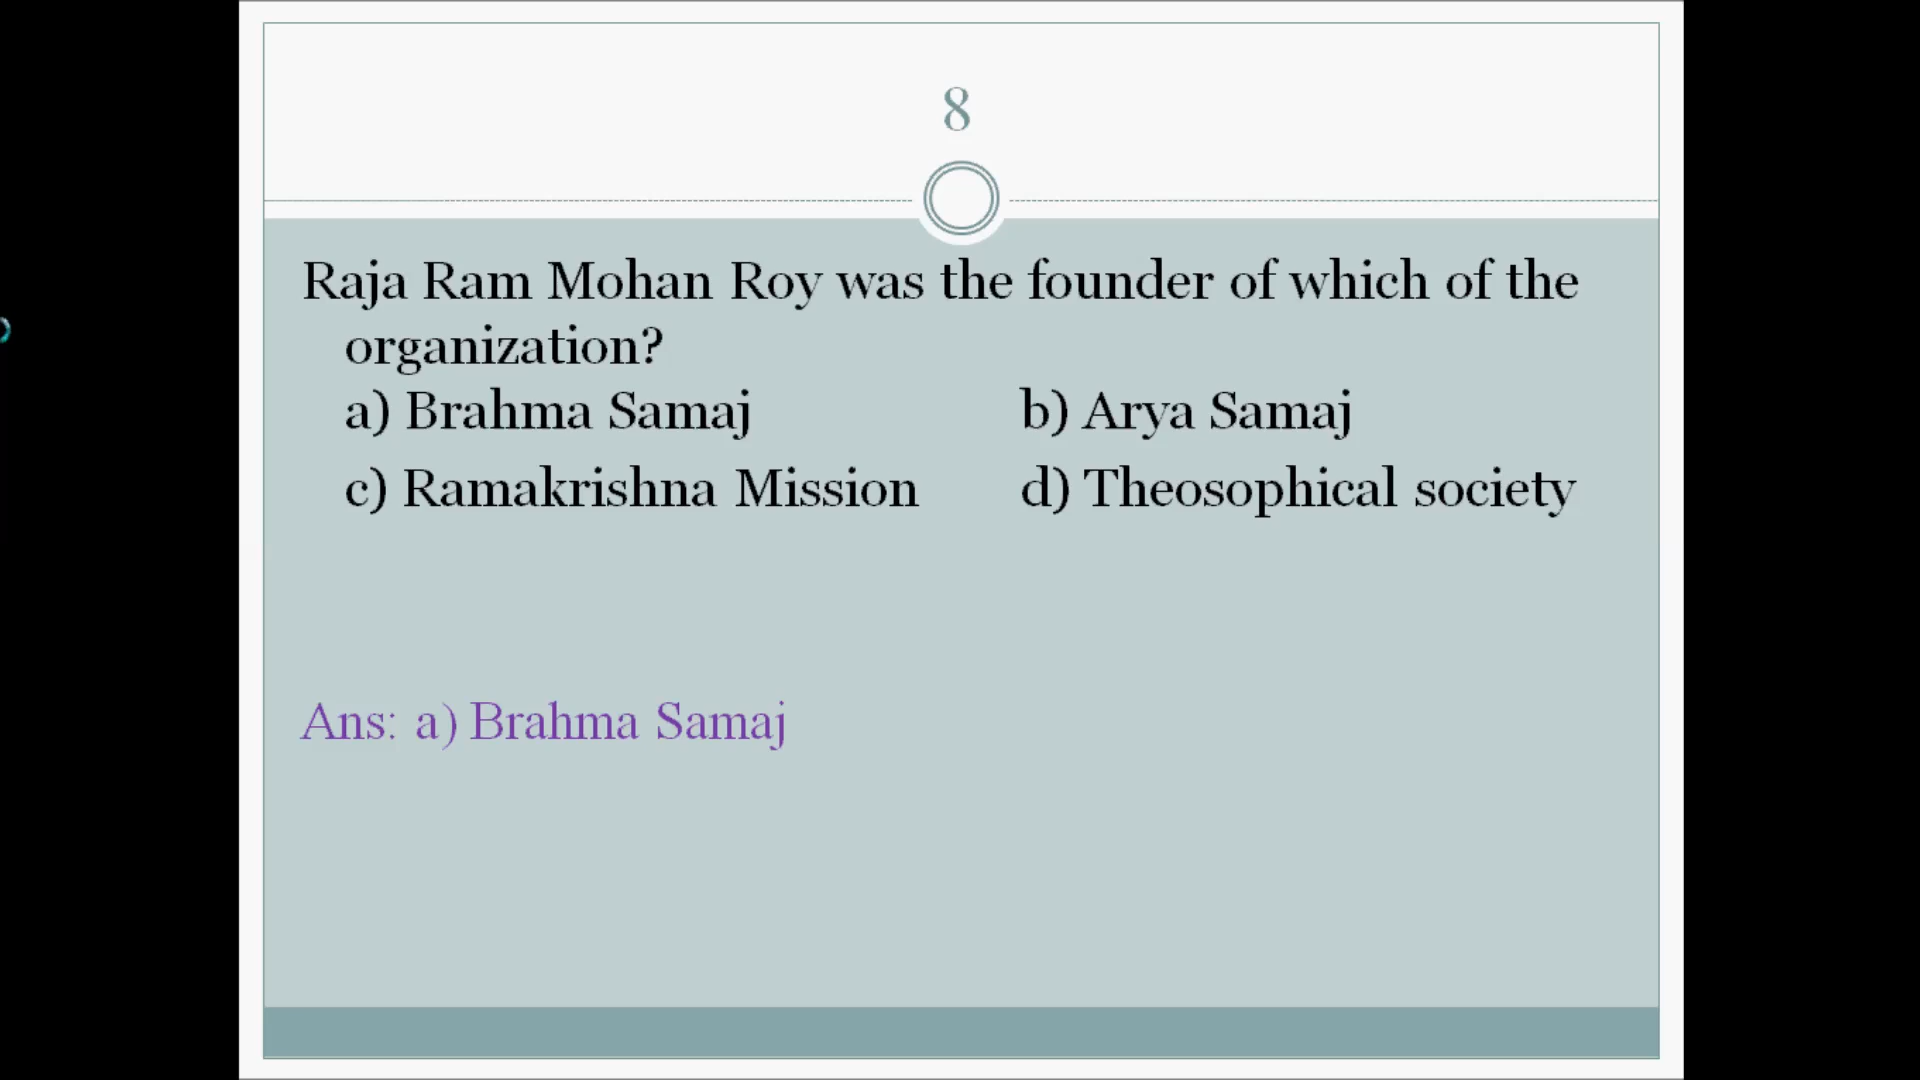 8
Raja Ram Mohan Roy was the founder of which of the
organization?
a) Brahma Samaj b) Arya Samaj
c) Ramakrishna Mission d) Theosophical society
Ans: a) Brahma Samaj